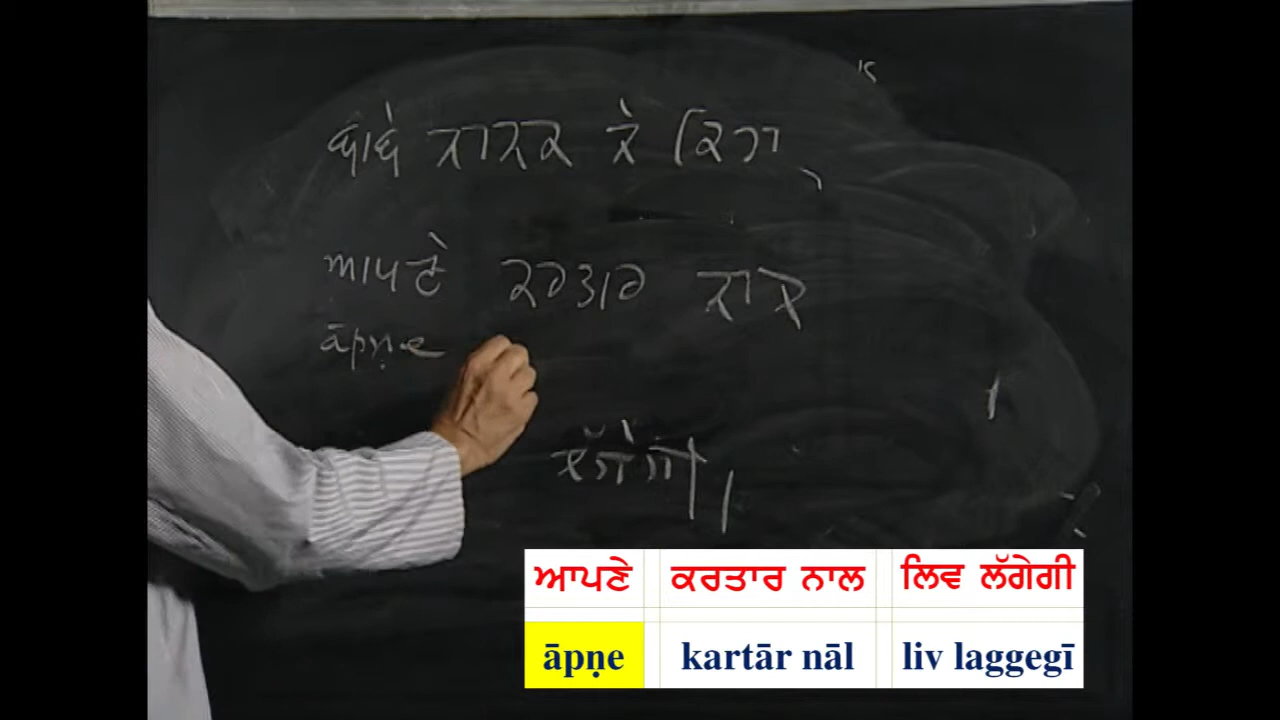 ਬਾਬੇ ਨਾਨਕ ਨੇ ਕਿਹਾ
ਆਪਣੇ ਕਰਤਾਰ ਨਾਲ
āpṇe
ਲੱਗੇਗੀ।
ਆਪਣੇ ਕਰਤਾਰ ਨਾਲ ਲਿਵ ਲੱਗੇਗੀ
āpṇe kartār nāl liv laggegī